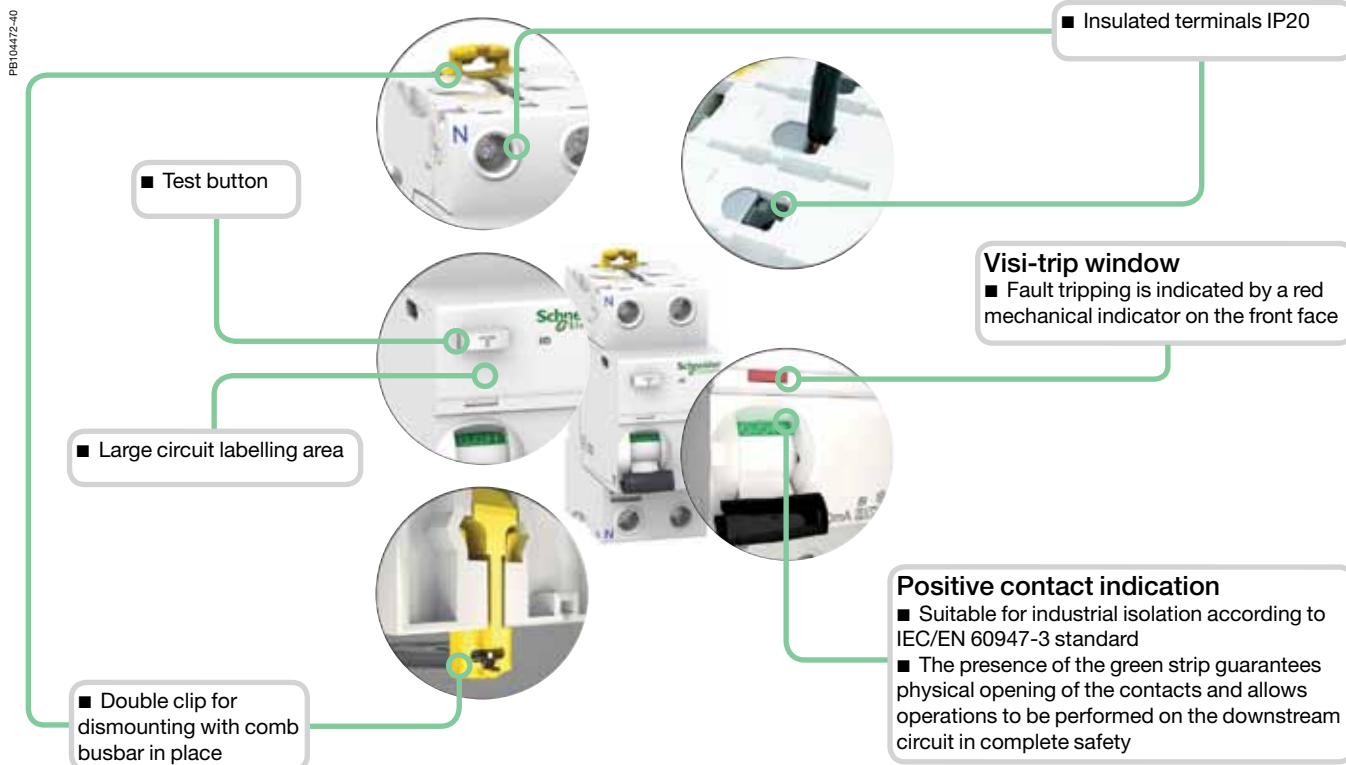 PB104472-40
■ Insulated terminals IP20
N
■ Test button
Visi-trip window
■ Fault tripping is indicated by a red
mechanical indicator on the front face
Schne
N
Schneider
■ Large circuit labelling area
N
Positive contact indication
■ Suitable for industrial isolation according to
IEC/EN 60947-3 standard
■ The presence of the green strip guarantees
physical opening of the contacts and allows
operations to be performed on the downstream
circuit in complete safety
■ Double clip for
dismounting with comb
busbar in place